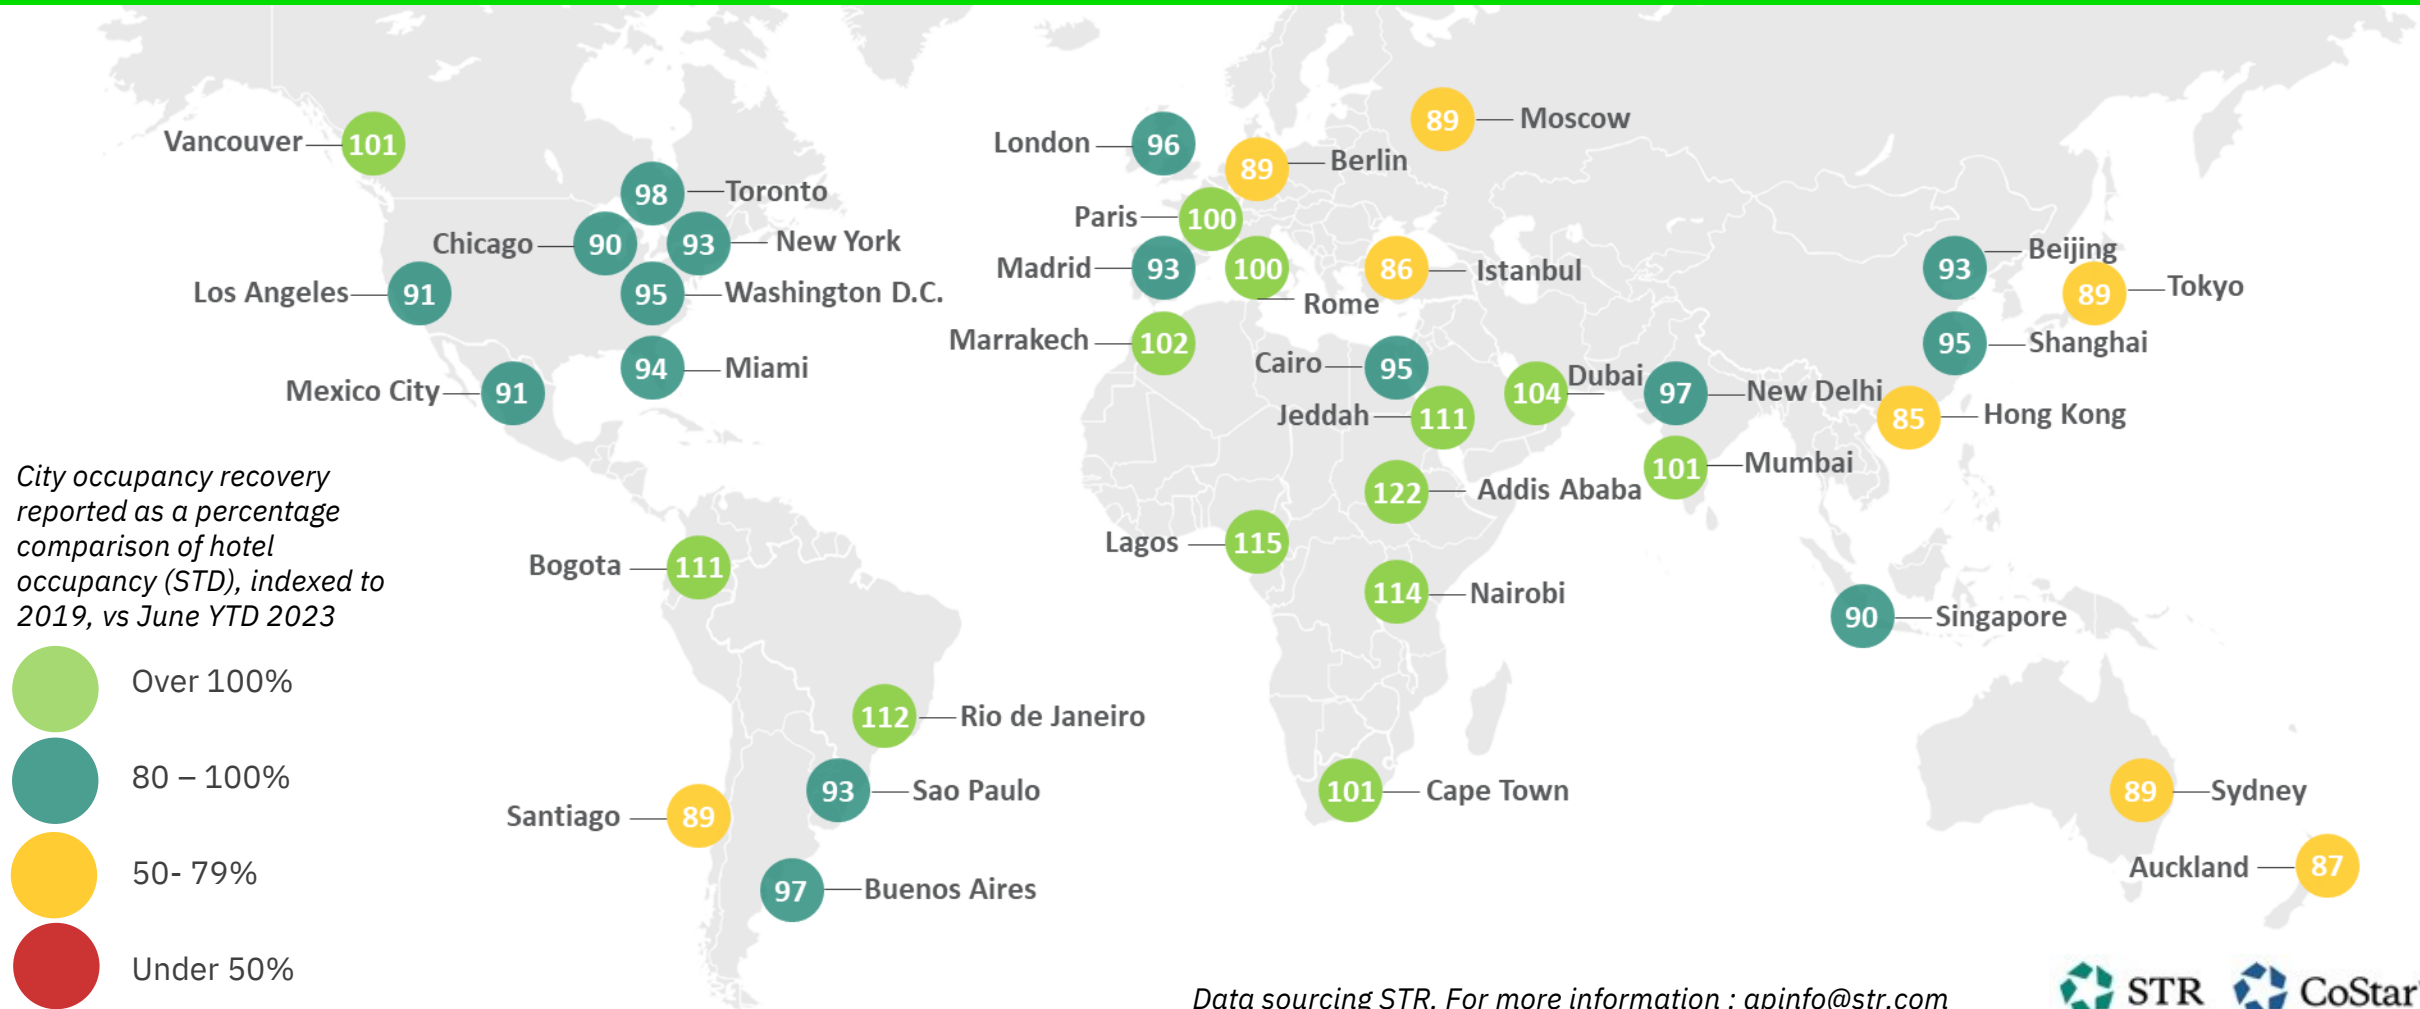 Vancouver 101
98 Toronto
Chicago 90
93 New York
Los Angeles 91
95 Washington D.C.
94 Miami
Mexico City 91
London 96
89 Moscow
89 Berlin
Paris 100
Madrid 93
100 Rome
86 Istanbul
Marrakech 102
Cairo 95
Jeddah 111
104 Dubai
97 New Delhi
101 Mumbai
93 Beijing
89 Tokyo
95 Shanghai
85 Hong Kong
122 Addis Ababa
Lagos 115
114 Nairobi
90 Singapore
Bogota 111
112 Rio de Janeiro
93 Sao Paulo
Santiago 89
97 Buenos Aires
101 Cape Town
89 Sydney
Auckland 87
City occupancy recovery
reported as a percentage
comparison of hotel
occupancy (STD), indexed to
2019, vs June YTD 2023
Over 100%
80 – 100%
50- 79%
Under 50%
Data sourcing STR. For more information : apinfo@str.com
STR
CoStar